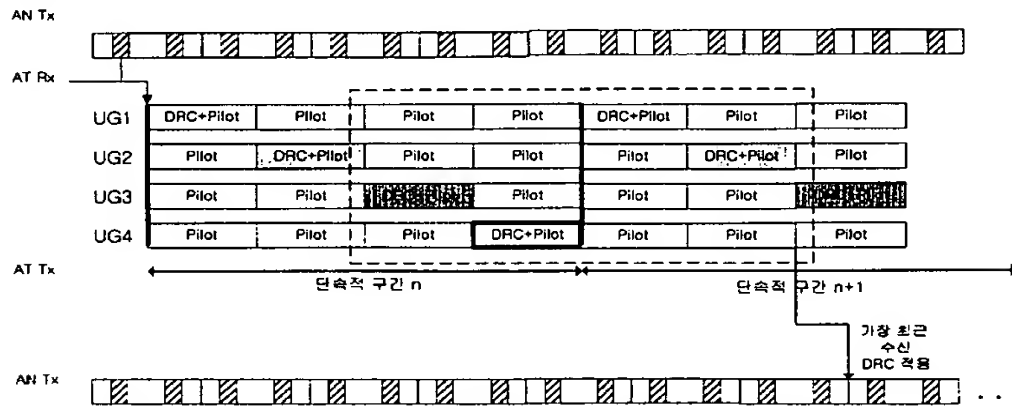 AN Tx
AT Rx
UG1 DRC+Pilot Pilot Pilot Pilot DRC+Pilot Pilot Pilot
UG2 Pilot DRC+Pilot Pilot Pilot Pilot DRC+Pilot Pilot
UG3 Pilot Pilot Pilot Pilot Pilot
UG4 Pilot Pilot Pilot DRC+Pilot Pilot Pilot Pilot
AT Tx
단속적 구간 n 단속적 구간 n+1
가장 최근
수신
DRC 적용
AN Tx
. .